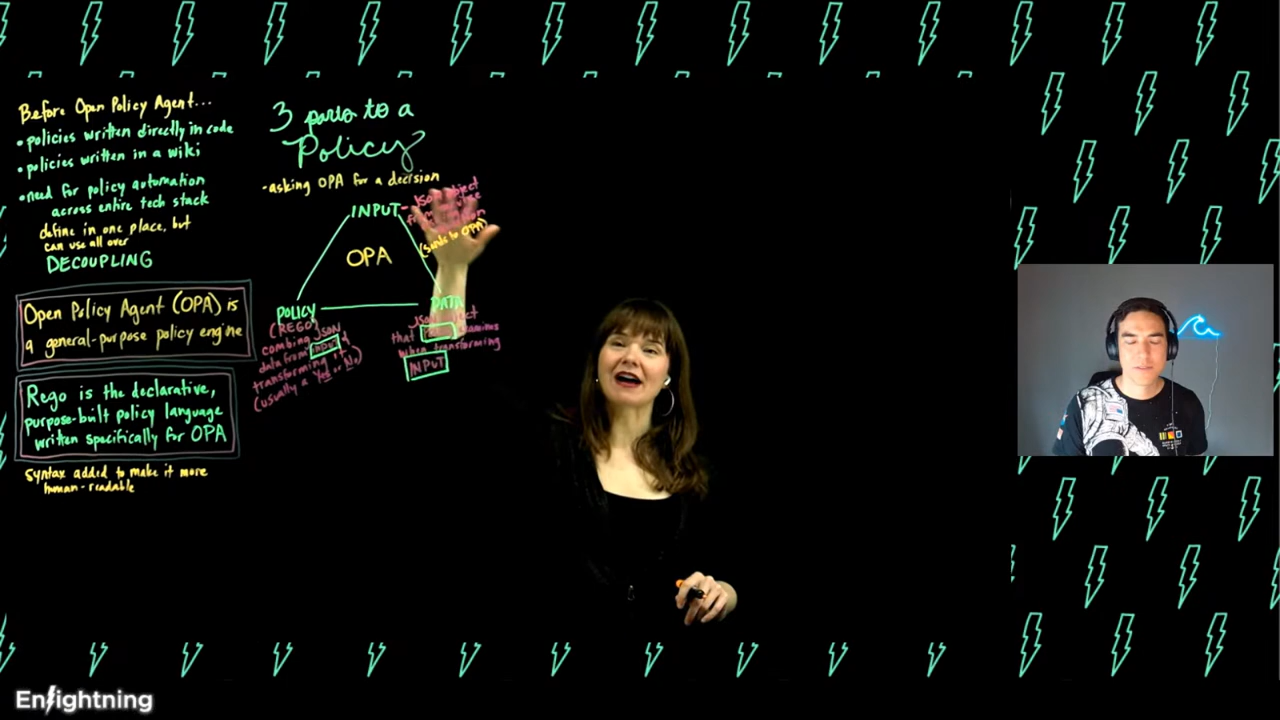 Before Open Policy Agent...
• policies written directly in code
• policies written in a wiki
• need for policy automation
across entire tech stack
define in one place, but
can use all over
DECOUPLING
Open Policy Agent (OPA) is
a general-purpose policy engine
Rego is the declarative,
purpose-built policy language
written specifically for OPA
syntax added to make it more
human-readable
3 parts to a
Policy
- asking OPA for a decision
INPUT - JSON object
(sends to OPA)
OPA
POLICY
(REGO)
combining JSON
data from INPUT &
transforming it
(usually a Yes or No)
DATA
JSON object
that
when transforming
INPUT
Enlightning